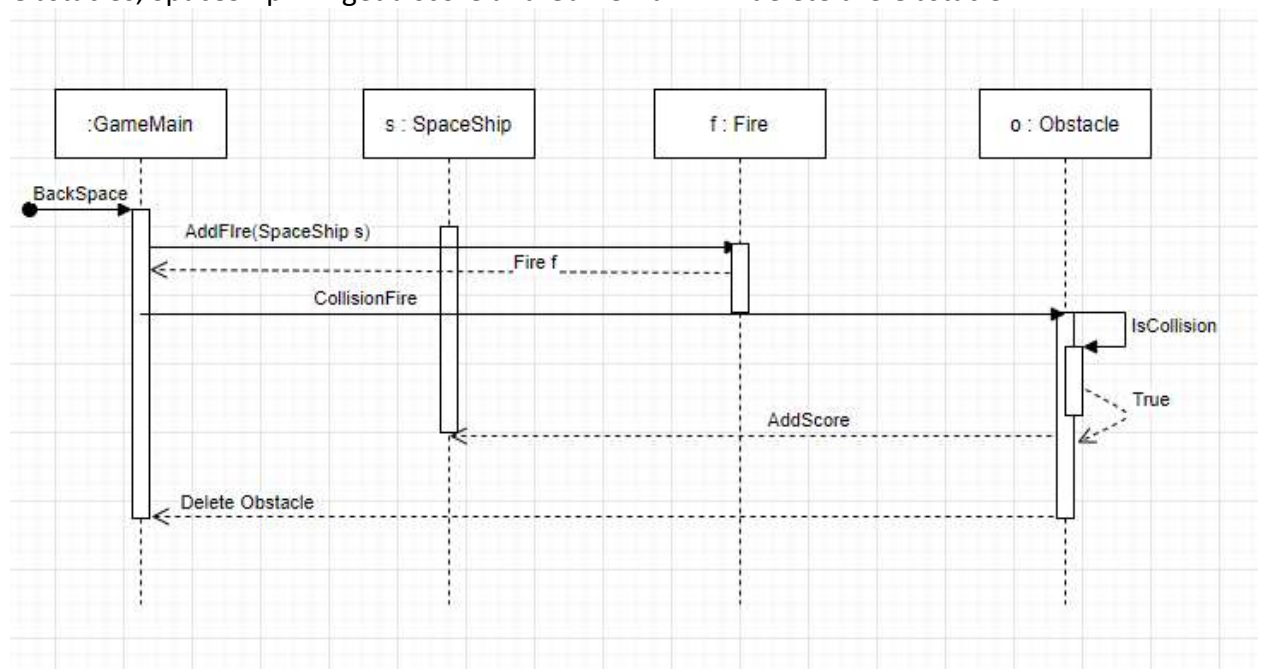 :GameMain
s : SpaceShip
f : Fire
o : Obstacle
BackSpace
AddFIre(SpaceShip s)
Fire f
CollisionFire
IsCollision
True
AddScore
Delete Obstacle